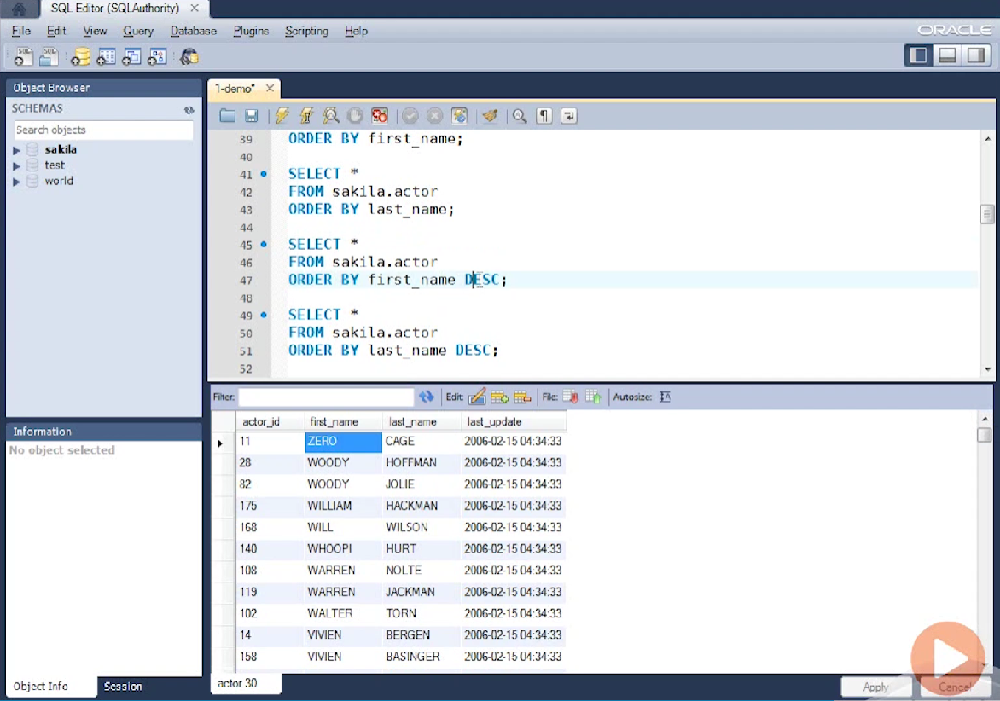 SQL Editor (SQLAuthority)
File Edit View Query Database Plugins Scripting Help
ORACLE
Object Browser
SCHEMAS
Search objects
sakila
test
world
Information
No object selected
Object Info Session
1-demo*
39 ORDER BY first_name;
40
41 SELECT *
42 FROM sakila.actor
43 ORDER BY last_name;
44
45 SELECT *
46 FROM sakila.actor
47 ORDER BY first_name DESC;
48
49 SELECT *
50 FROM sakila.actor
51 ORDER BY last_name DESC;
52
Filter: Edit: File: Autosize:
actor_id first_name last_name last_update
11 ZERO CAGE 2006-02-15 04:34:33
28 WOODY HOFFMAN 2006-02-15 04:34:33
82 WOODY JOLIE 2006-02-15 04:34:33
175 WILLIAM HACKMAN 2006-02-15 04:34:33
168 WILL WILSON 2006-02-15 04:34:33
140 WHOOPI HURT 2006-02-15 04:34:33
108 WARREN NOLTE 2006-02-15 04:34:33
119 WARREN JACKMAN 2006-02-15 04:34:33
102 WALTER TORN 2006-02-15 04:34:33
14 VIVIEN BERGEN 2006-02-15 04:34:33
158 VIVIEN BASINGER 2006-02-15 04:34:33
actor 30
Apply Cancel